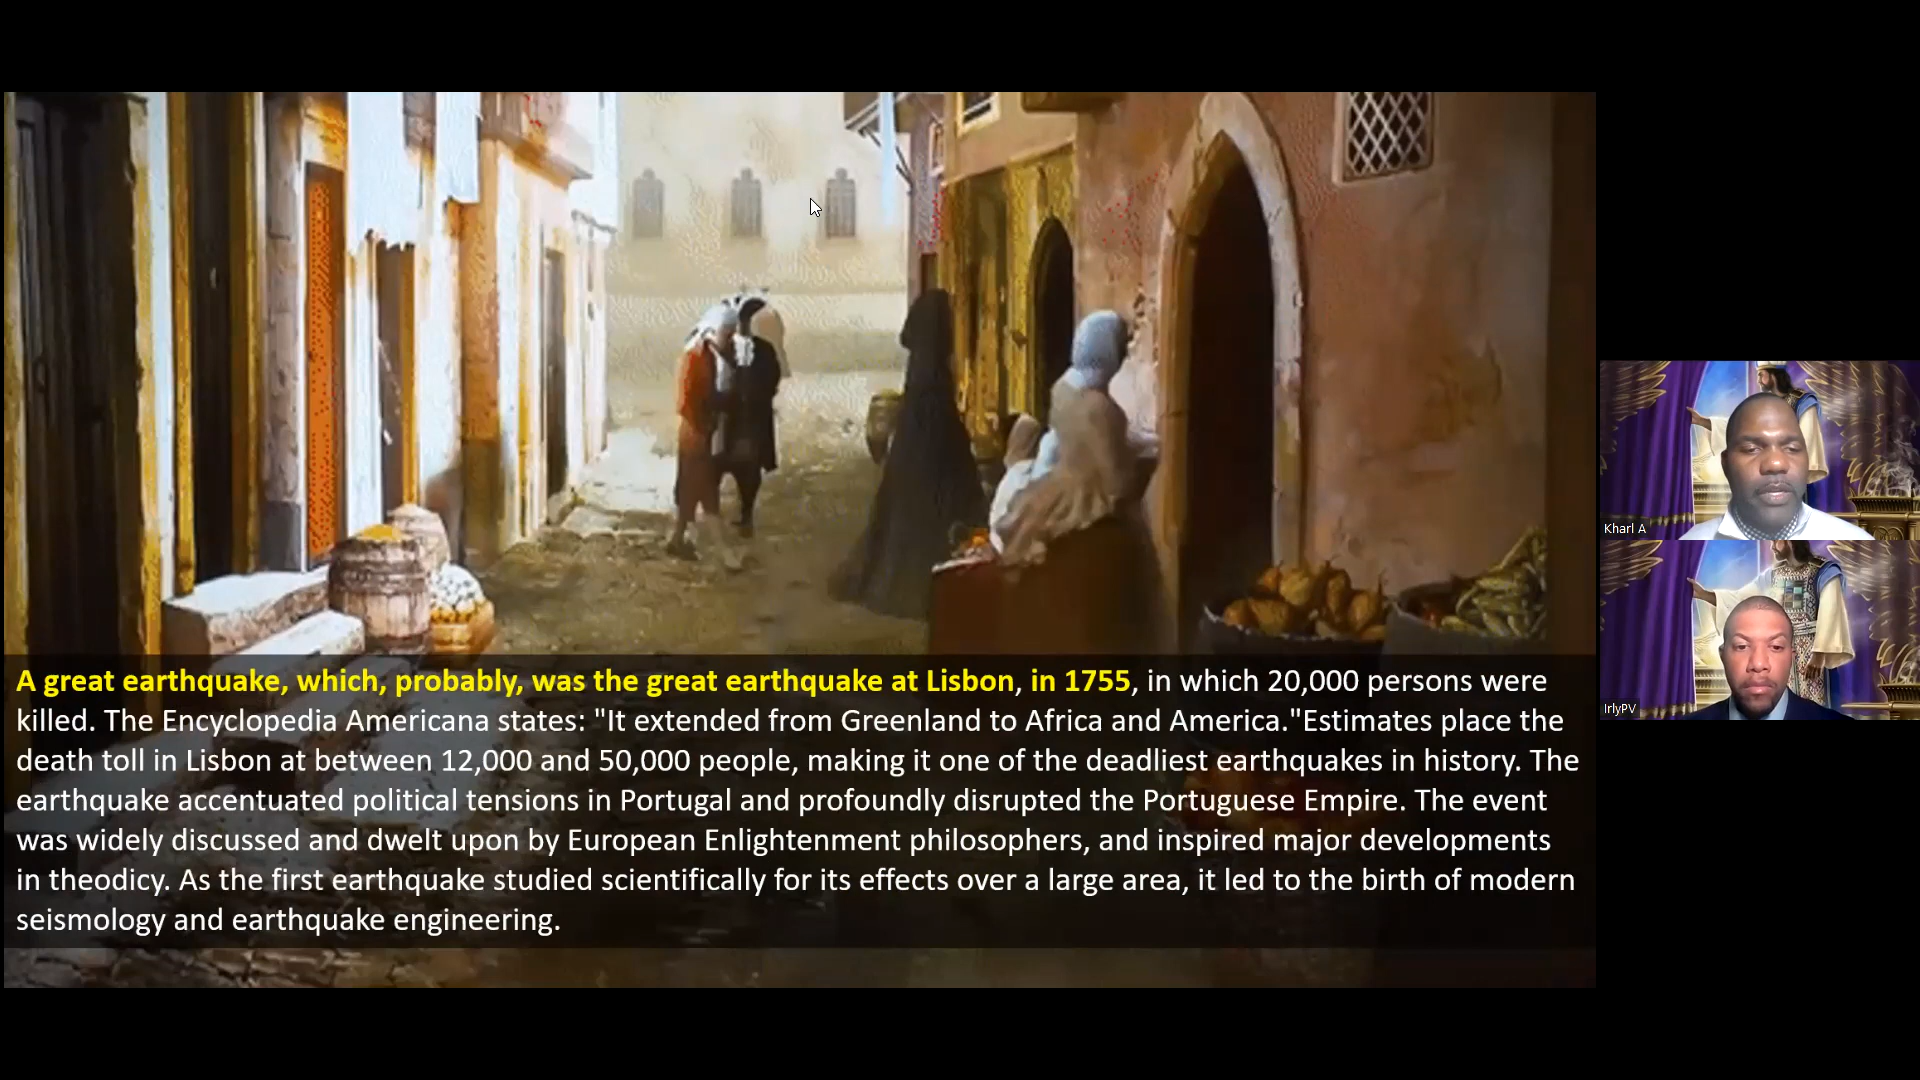 A great earthquake, which, probably, was the great earthquake at Lisbon, in 1755, in which 20,000 persons were
killed. The Encyclopedia Americana states: "It extended from Greenland to Africa and America."Estimates place the
death toll in Lisbon at between 12,000 and 50,000 people, making it one of the deadliest earthquakes in history. The
earthquake accentuated political tensions in Portugal and profoundly disrupted the Portuguese Empire. The event
was widely discussed and dwelt upon by European Enlightenment philosophers, and inspired major developments
in theodicy. As the first earthquake studied scientifically for its effects over a large area, it led to the birth of modern
seismology and earthquake engineering.
Kharl A
IrlyPV